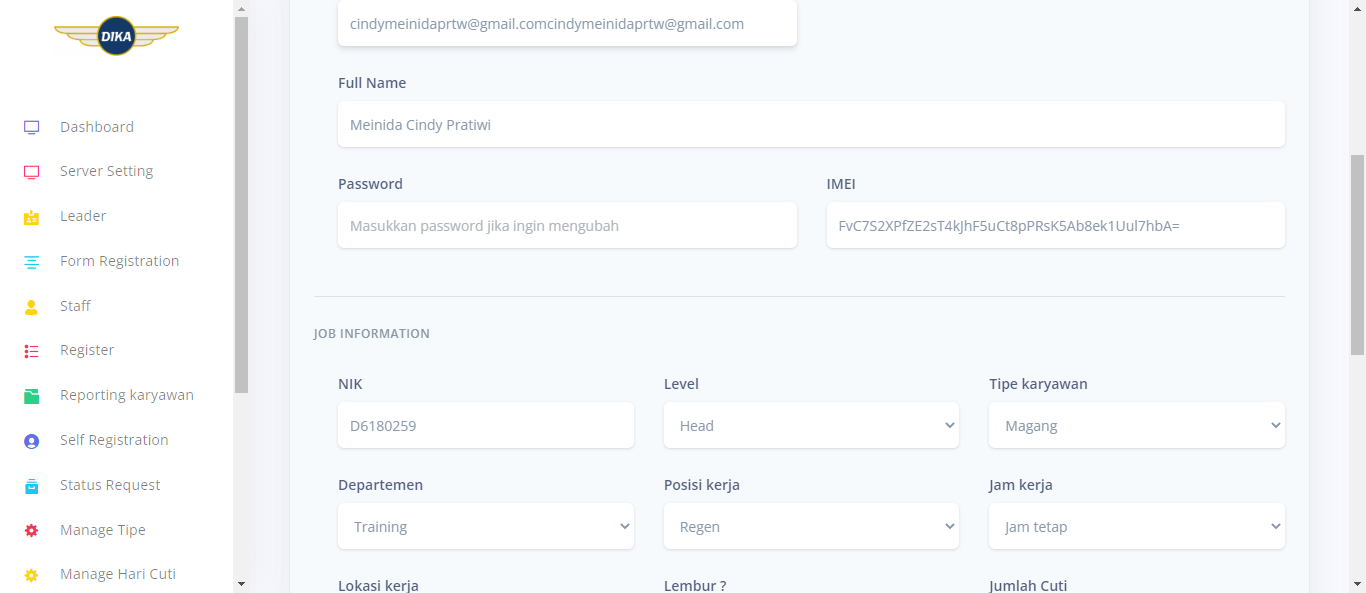 DIKA
Dashboard
Server Setting
Leader
Form Registration
Staff
Register
Reporting karyawan
Self Registration
Status Request
Manage Tipe
Manage Hari Cuti
cindymeinidaprtw@gmail.comcindymeinidaprtw@gmail.com
Full Name
Meinida Cindy Pratiwi
Password
IMEI
Masukkan password jika ingin mengubah
FvC7S2XPfZE2sT4kJhF5uCt8pPRsK5Ab8ek1Uul7hbA=
JOB INFORMATION
NIK
Level
Tipe karyawan
D6180259
Head
Magang
Departemen
Posisi kerja
Jam kerja
Training
Regen
Jam tetap
Lokasi kerja
Lembur ?
Jumlah Cuti